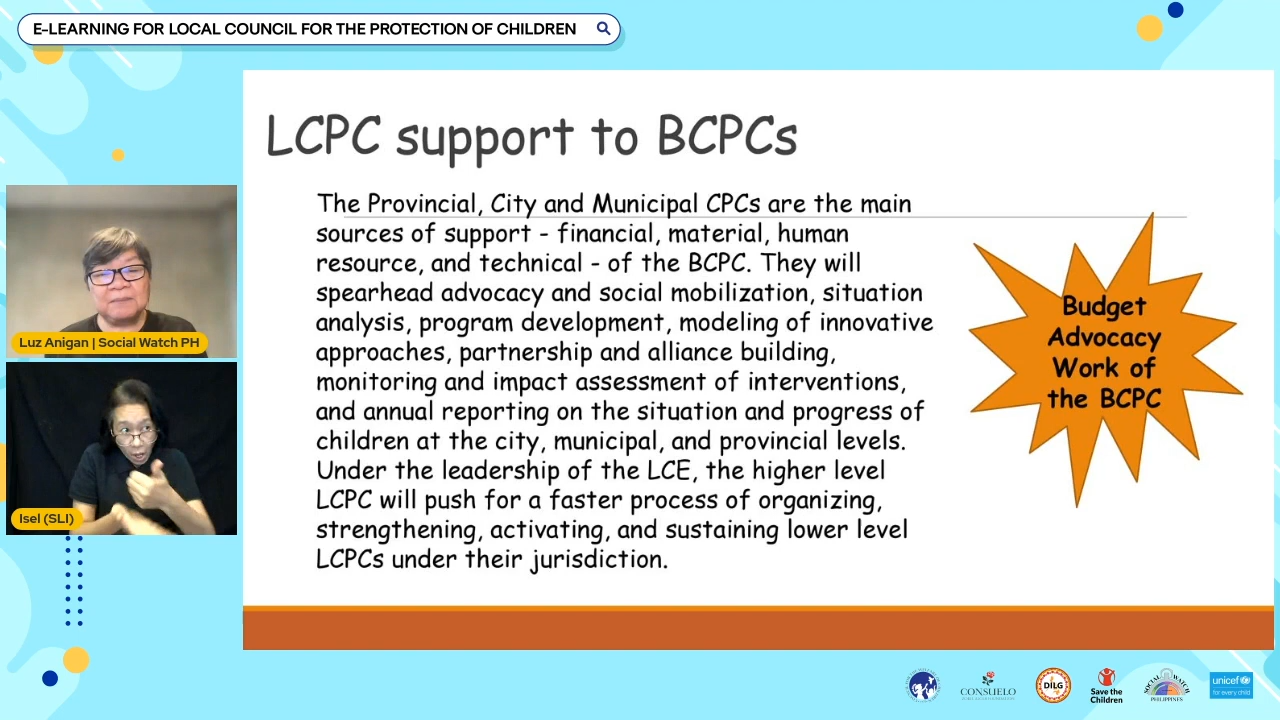 E-LEARNING FOR LOCAL COUNCIL FOR THE PROTECTION OF CHILDREN
LCPC support to BCPCs
The Provincial, City and Municipal CPCs are the main
sources of support - financial, material, human
resource, and technical - of the BCPC. They will
spearhead advocacy and social mobilization, situation
analysis, program development, modeling of innovative
approaches, partnership and alliance building,
monitoring and impact assessment of interventions,
and annual reporting on the situation and progress of
children at the city, municipal, and provincial levels.
Under the leadership of the LCE, the higher level
LCPC will push for a faster process of organizing,
strengthening, activating, and sustaining lower level
LCPCs under their jurisdiction.
Budget
Advocacy
Work of
the BCPC
Luz Anigan | Social Watch PH
Isel (SLI)
CONSUELO
DILG
Save the
Children
SOCIAL WATCH
PHILIPPINES
unicef
for every child